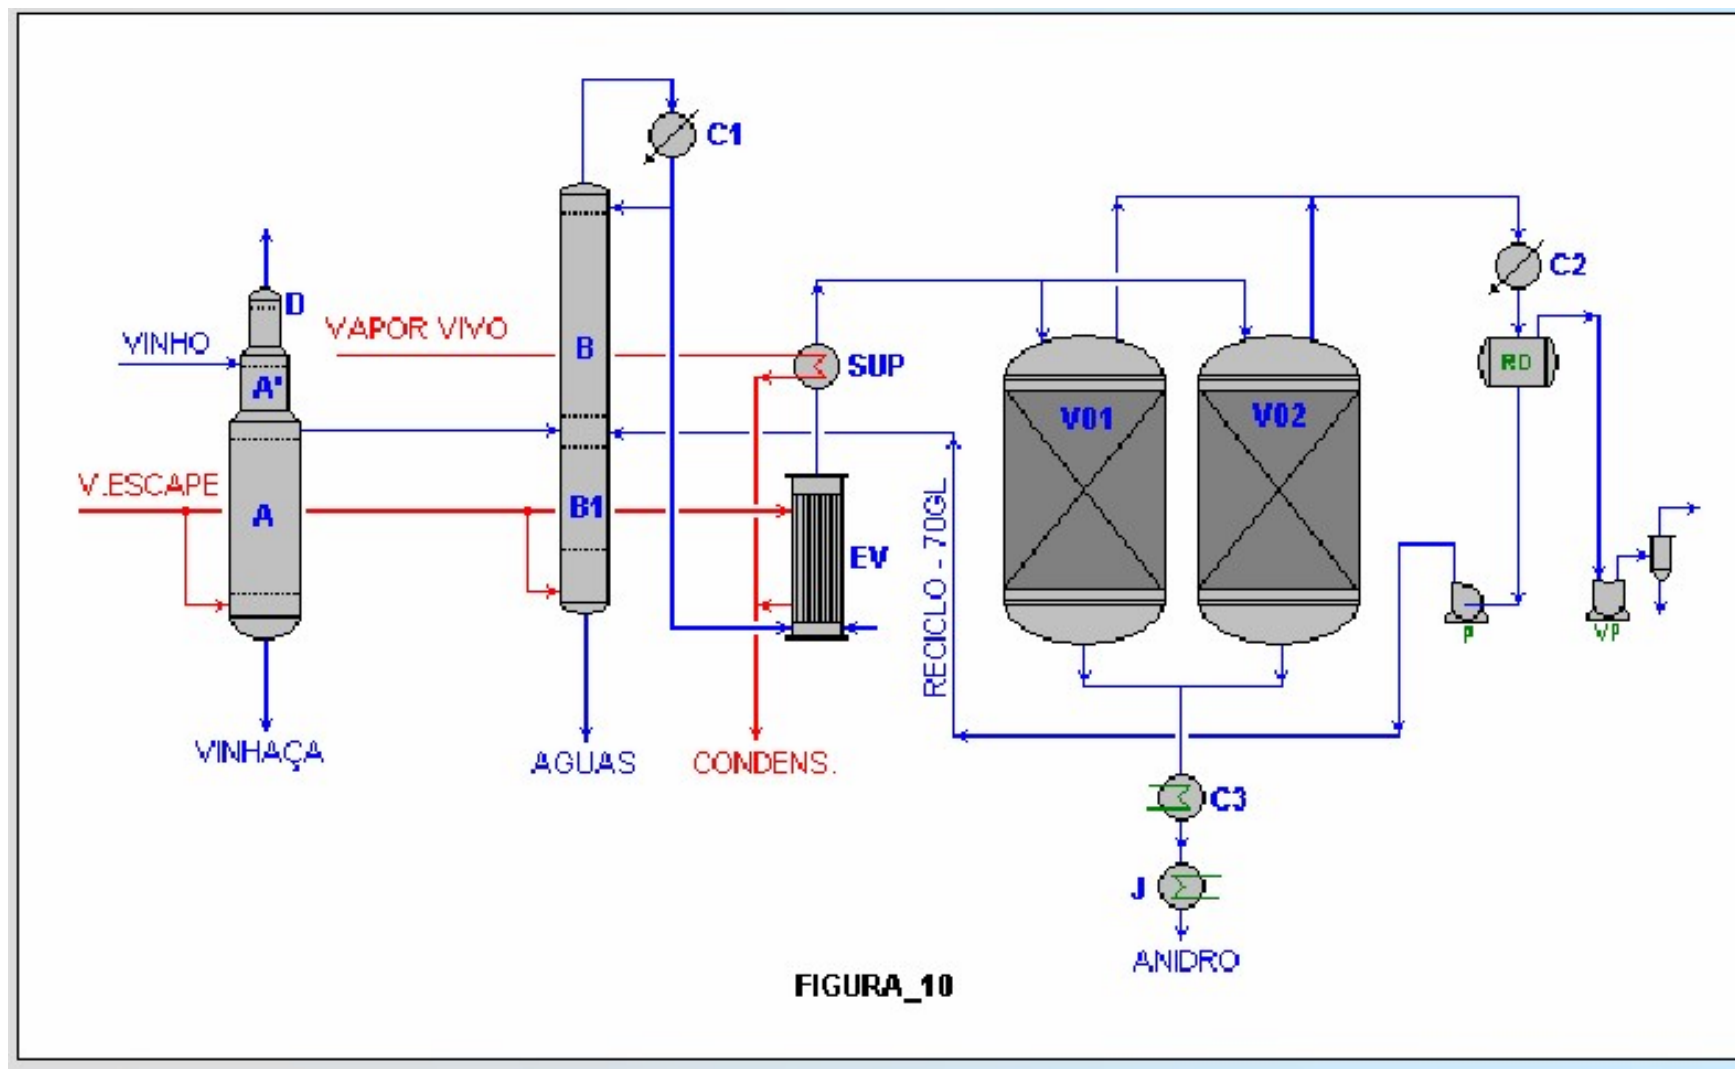 C1
C2
D
VINHO
VAPOR VIVO
B
SUP
RD
A'
V01
V02
V.ESCAPE
A
B1
EV
RECICLO - 70GL
P
VP
VINHAÇA
AGUAS
CONDENS.
C3
J
ANIDRO
FIGURA_10